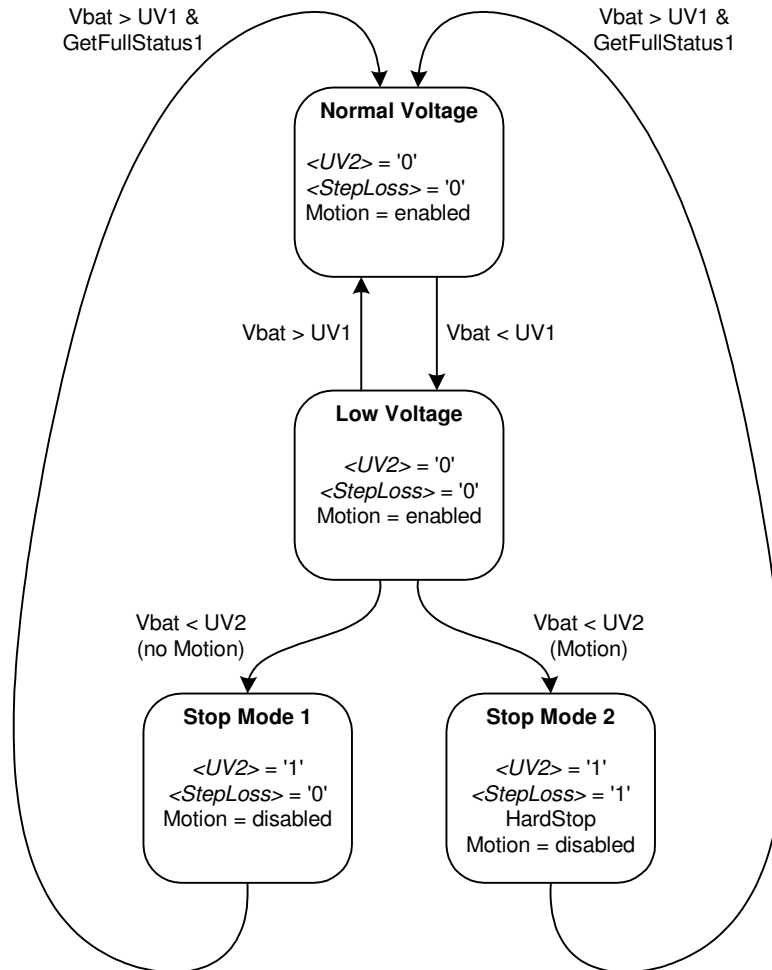 Vbat > UV1 &
GetFullStatus1
Vbat > UV1 &
GetFullStatus1
Normal Voltage
<UV2> = '0'
<StepLoss> = '0'
Motion = enabled
Vbat > UV1
Vbat < UV1
Low Voltage
<UV2> = '0'
<StepLoss> = '0'
Motion = enabled
Vbat < UV2
(no Motion)
Vbat < UV2
(Motion)
Stop Mode 1
<UV2> = '1'
<StepLoss> = '0'
Motion = disabled
Stop Mode 2
<UV2> = '1'
<StepLoss> = '1'
HardStop
Motion = disabled